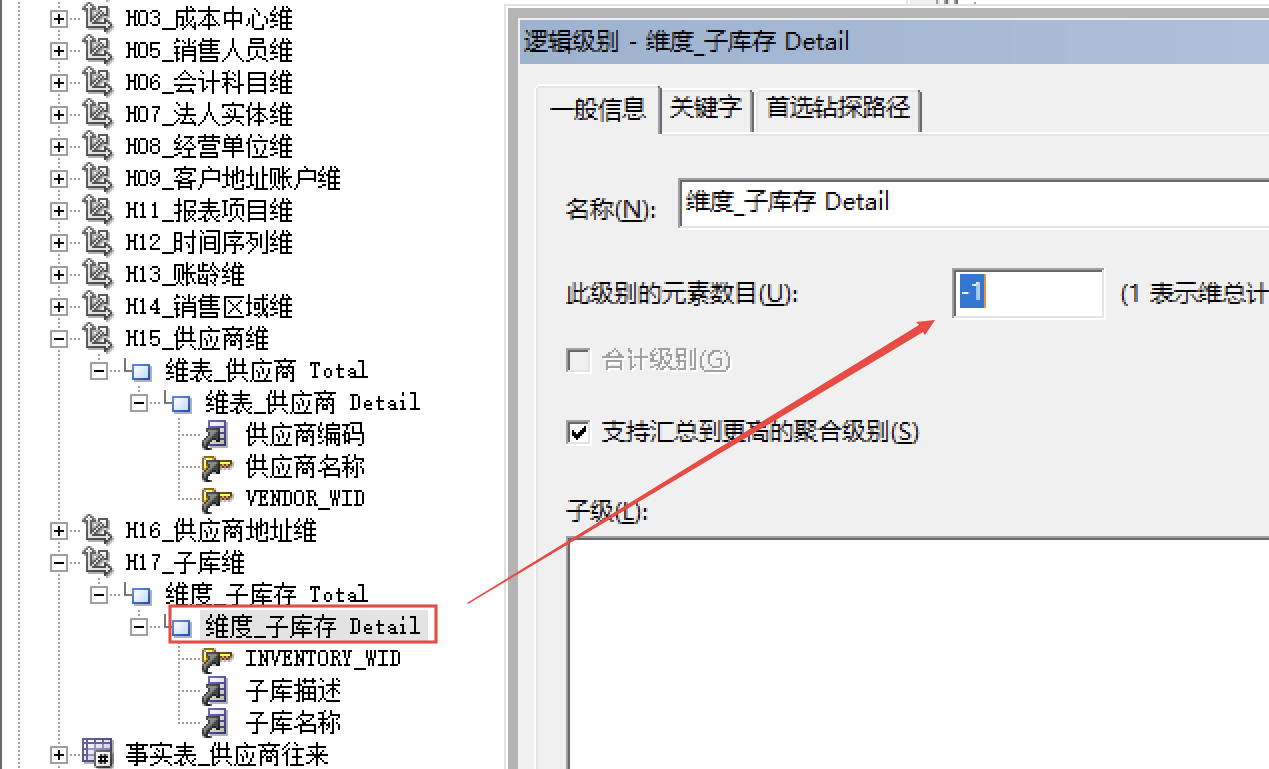 H03_成本中心维
H05_销售人员维
H06_会计科目维
H07_法人实体维
H08_经营单位维
H09_客户地址账户维
H11_报表项目维
H12_时间序列维
H13_账龄维
H14_销售区域维
H15_供应商维
维表_供应商 Total
维表_供应商 Detail
供应商编码
供应商名称
VENDOR_WID
H16_供应商地址维
H17_子库维
维度_子库存 Total
维度_子库存 Detail
INVENTORY_WID
子库描述
子库名称
事实表_供应商往来
逻辑级别 - 维度_子库存 Detail
一般信息 关键字 首选钻探路径
名称(N): 维度_子库存 Detail
此级别的元素数目(U): -1 (1 表示维总计
合计级别(G)
支持汇总到更高的聚合级别(S)
子级(L):